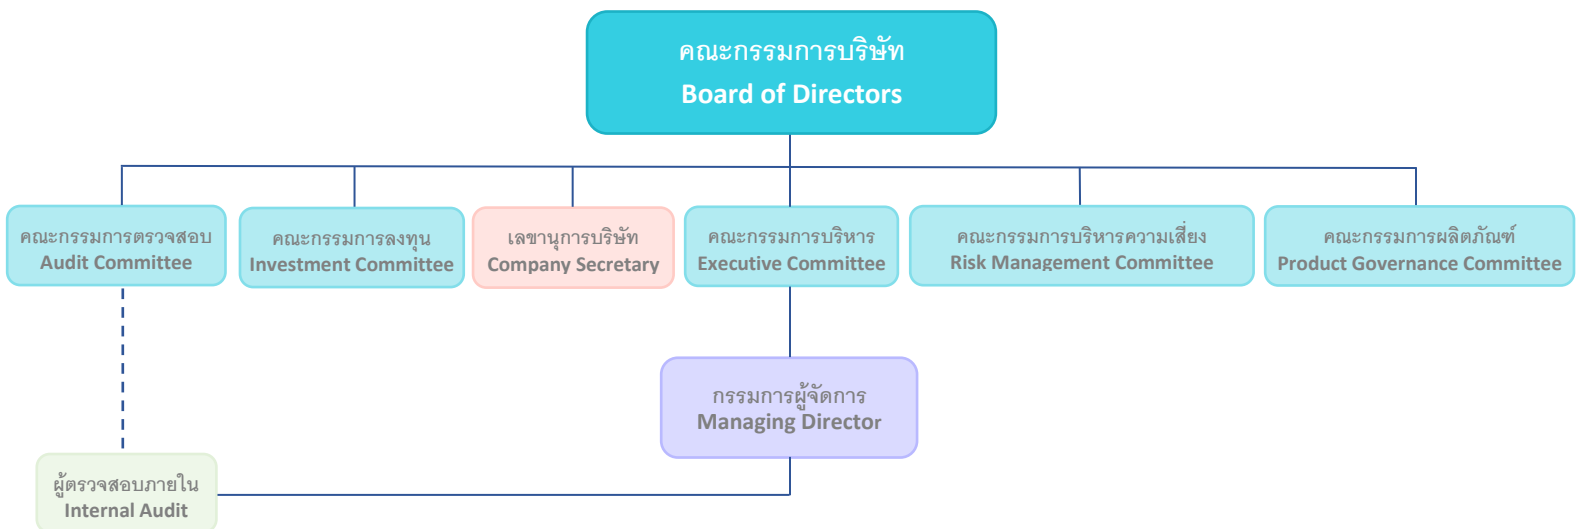 คณะกรรมการบริษัท
Board of Directors
คณะกรรมการตรวจสอบ
Audit Committee
คณะกรรมการลงทุน
Investment Committee
เลขานุการบริษัท
Company Secretary
คณะกรรมการบริหาร
Executive Committee
คณะกรรมการบริหารความเสี่ยง
Risk Management Committee
คณะกรรมการผลิตภัณฑ์
Product Governance Committee
กรรมการผู้จัดการ
Managing Director
ผู้ตรวจสอบภายใน
Internal Audit